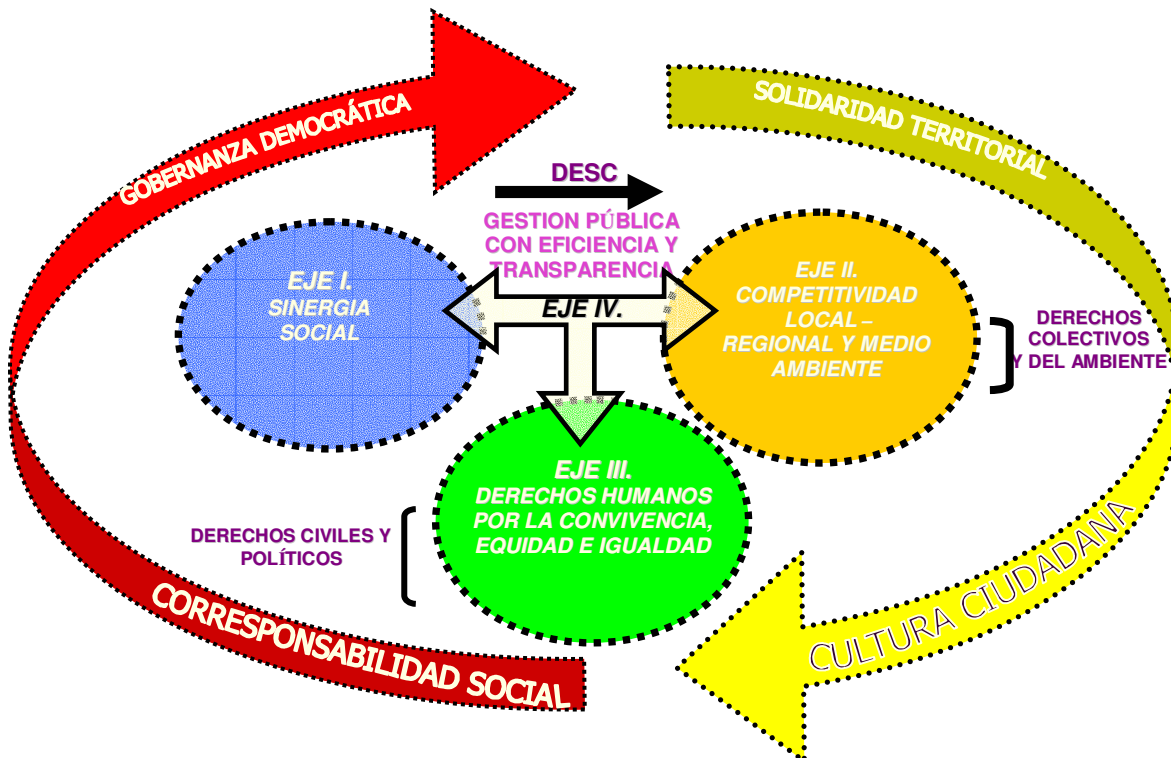 GOBERNANZA DEMOCRÁTICA
SOLIDARIDAD TERRITORIAL
DESC
GESTION PÚBLICA
CON EFICIENCIA Y
TRANSPARENCIA
EJE I.
SINERGIA
SOCIAL
EJE IV.
EJE II.
COMPETITIVIDAD
LOCAL –
REGIONAL Y MEDIO
AMBIENTE
DERECHOS
COLECTIVOS
Y DEL AMBIENTE
EJE III.
DERECHOS HUMANOS
POR LA CONVIVENCIA,
EQUIDAD E IGUALDAD
DERECHOS CIVILES Y
POLÍTICOS
CORRESPONSABILIDAD SOCIAL
CULTURA CIUDADANA